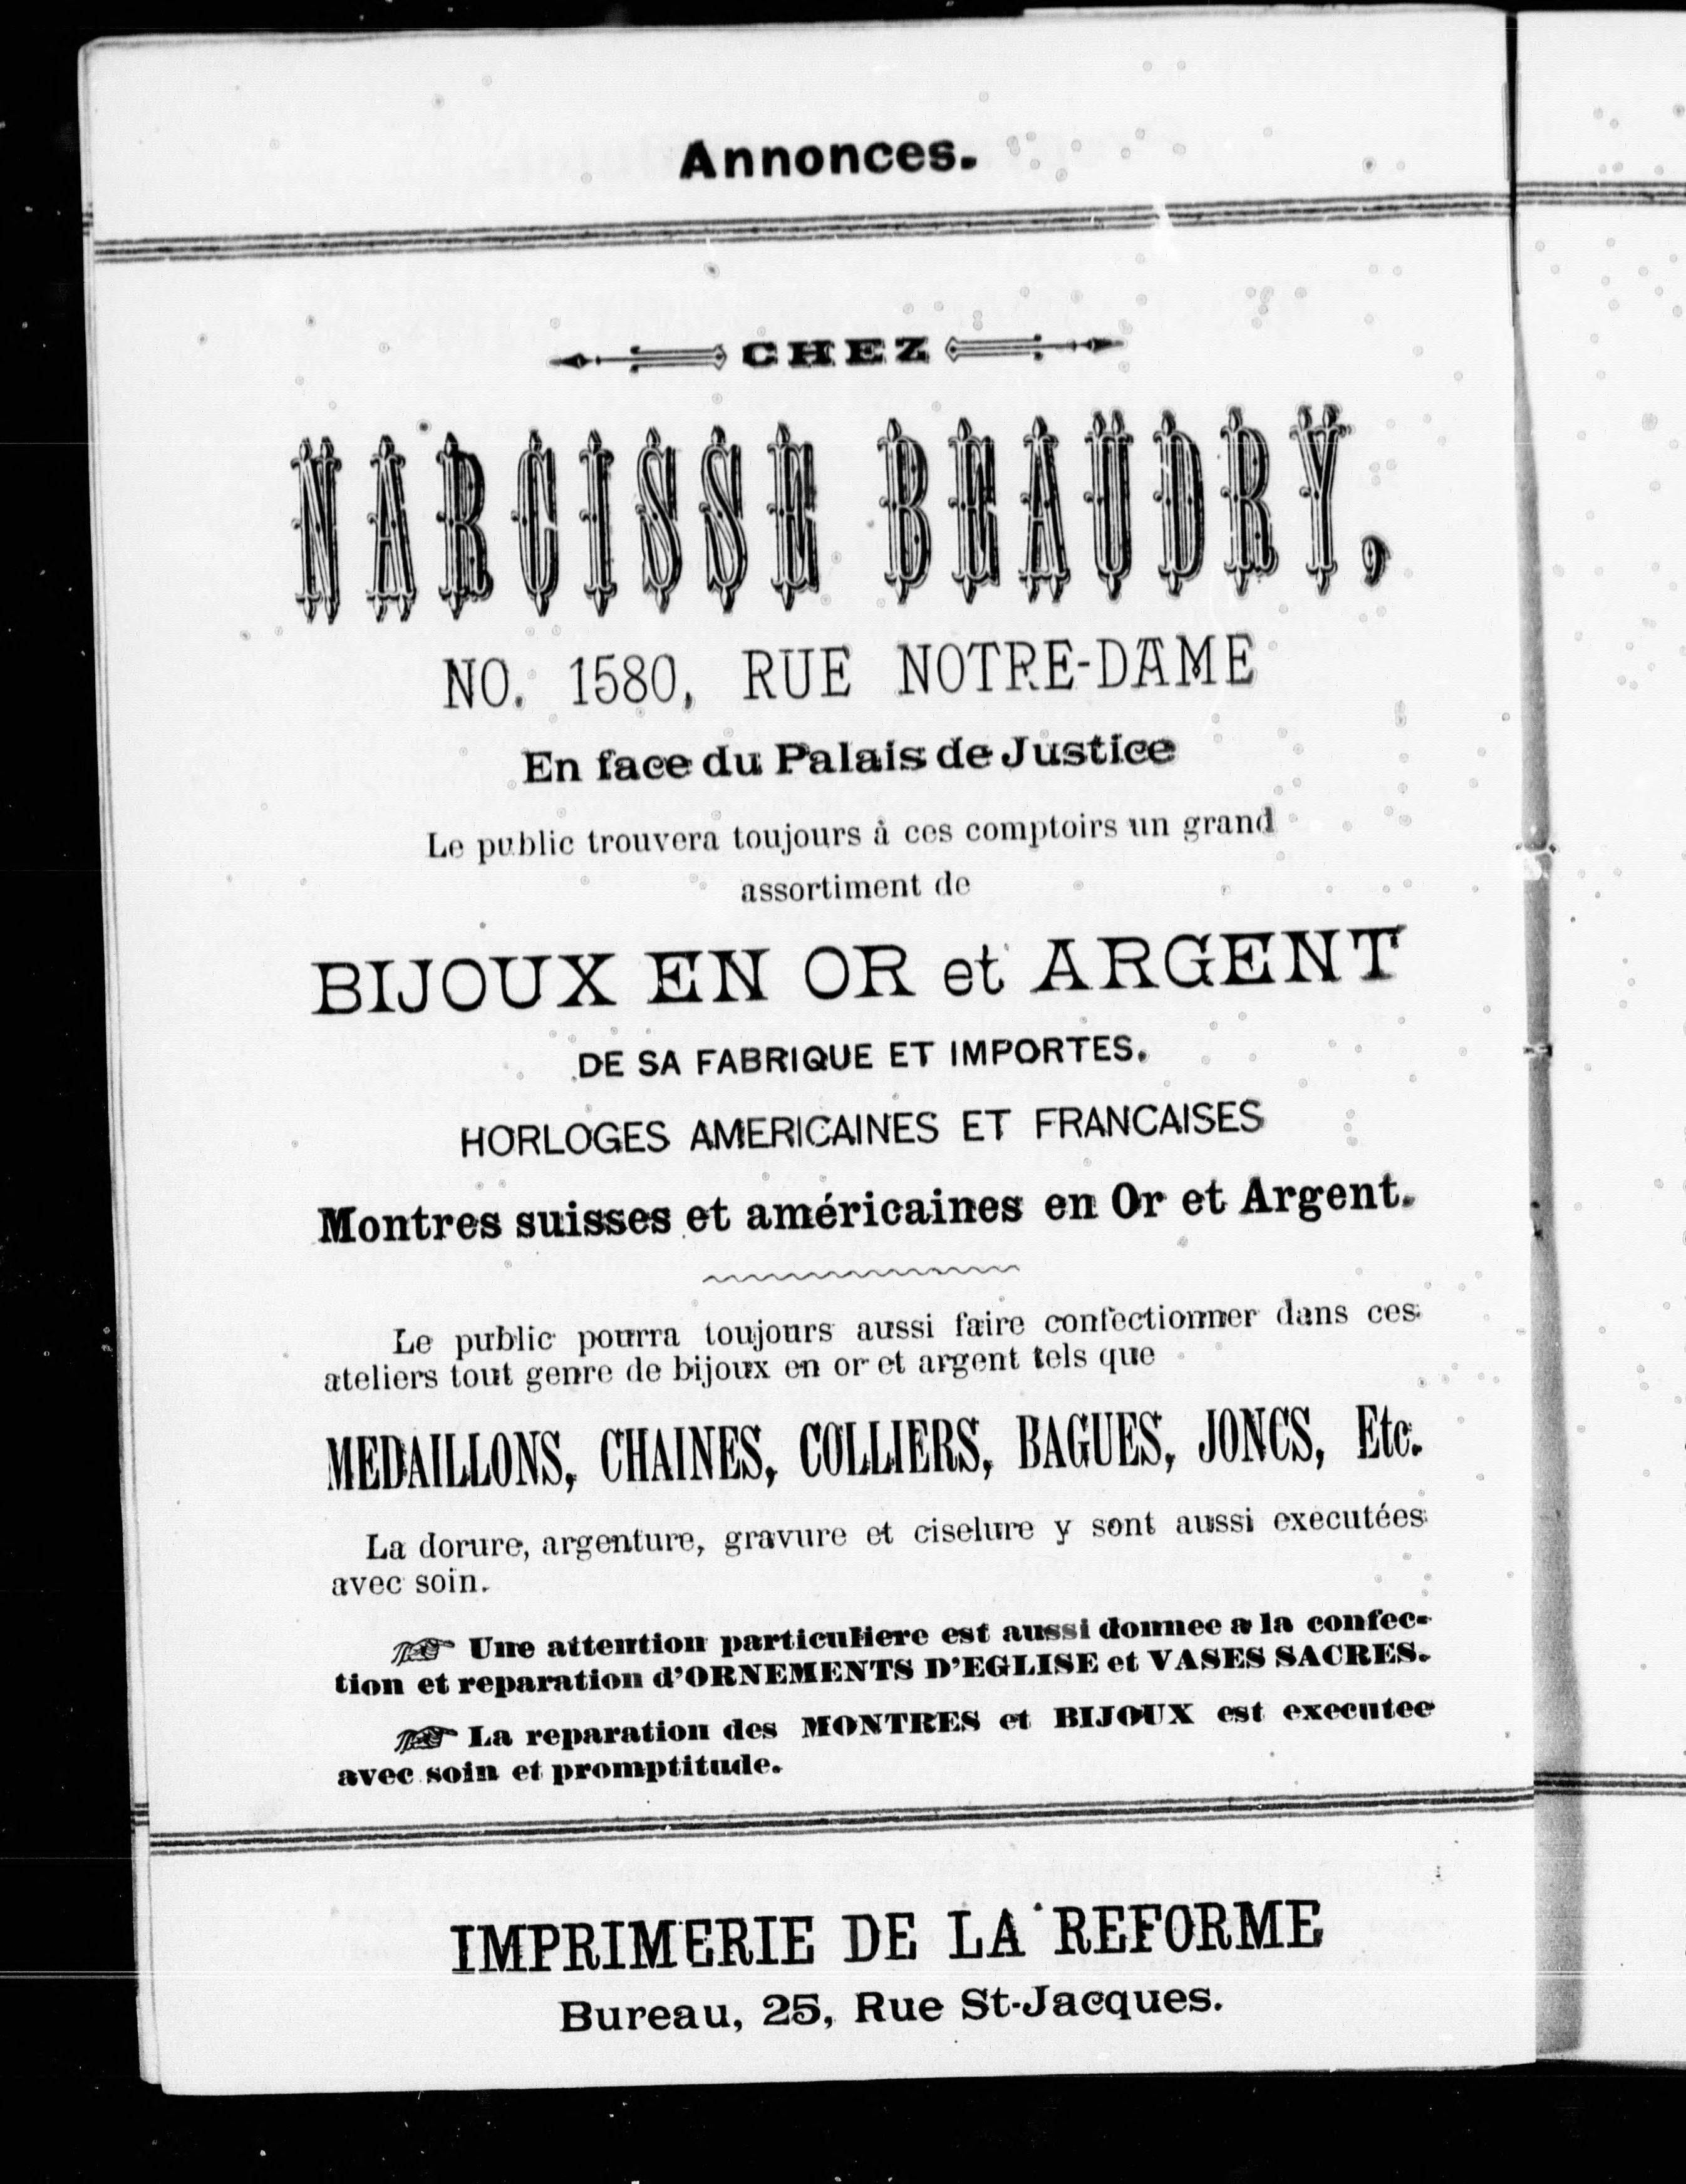 Annonces.
CHEZ
NARCISSE BEAUDRY,
NO. 1580, RUE NOTRE-DAME
En face du Palais de Justice
Le public trouvera toujours à ces comptoirs un grand
assortiment de
BIJOUX EN OR et ARGENT
DE SA FABRIQUE ET IMPORTES.
HORLOGES AMERICAINES ET FRANCAISES
Montres suisses et américaines en Or et Argent.
Le public pourra toujours aussi faire confectionner dans ces
ateliers tout genre de bijoux en or et argent tels que
MEDAILLONS, CHAINES, COLLIERS, BAGUES, JONCS, Etc.
La dorure, argenture, gravure et ciselure y sont aussi executées
avec soin.
☞ Une attention particuliere est aussi donnee a la confec-
tion et reparation d'ORNEMENTS D'EGLISE et VASES SACRES.
☞ La reparation des MONTRES et BIJOUX est executee
avec soin et promptitude.
IMPRIMERIE DE LA REFORME
Bureau, 25, Rue St-Jacques.